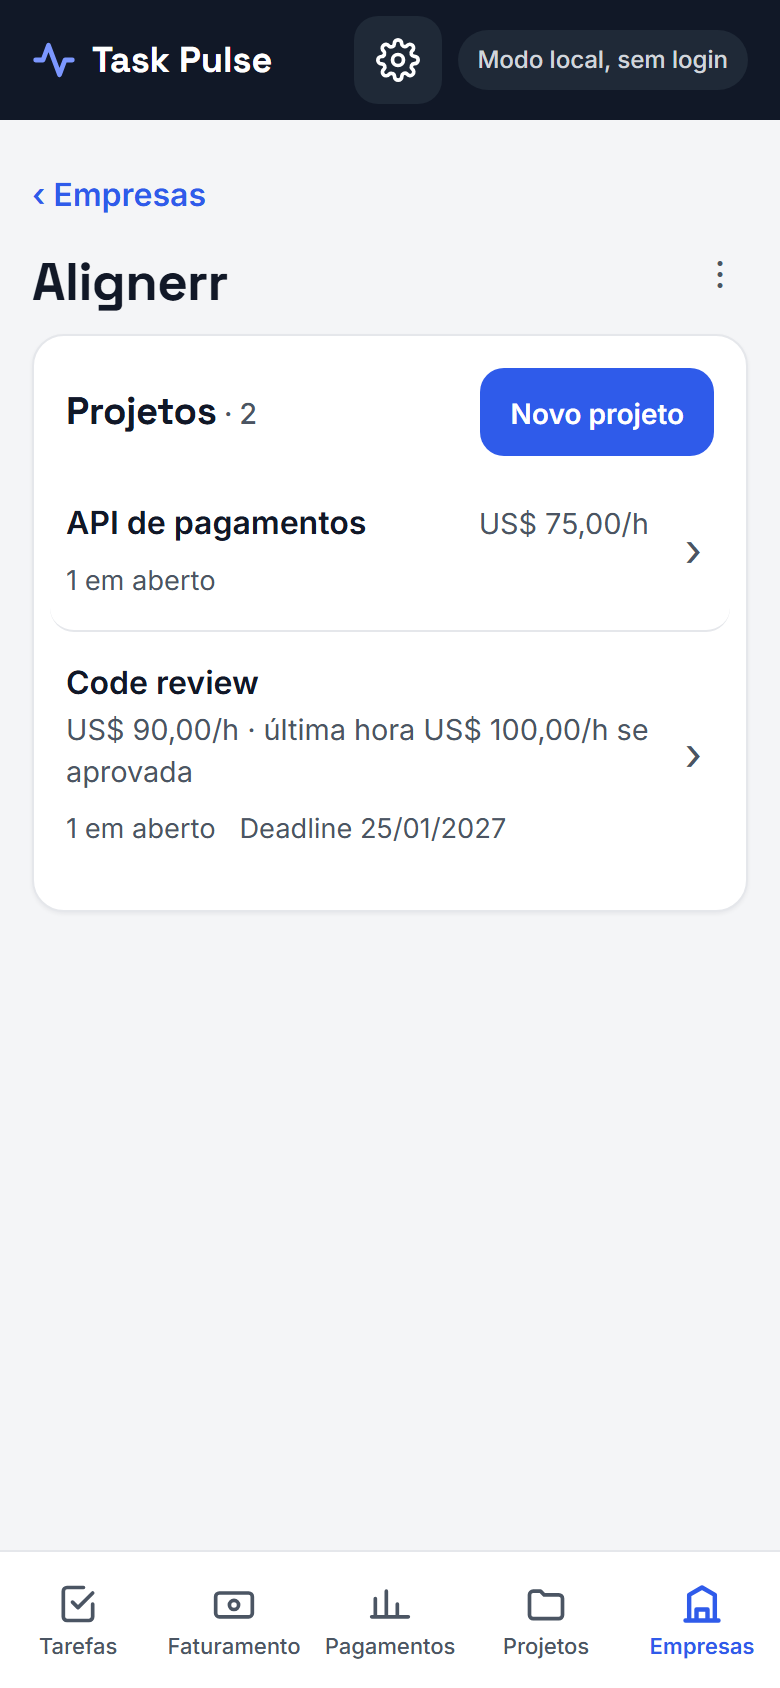 Task Pulse
Modo local, sem login
‹ Empresas
Alignerr
Projetos · 2
Novo projeto
API de pagamentos
US$ 75,00/h
1 em aberto
Code review
US$ 90,00/h · última hora US$ 100,00/h se
aprovada
1 em aberto Deadline 25/01/2027
Tarefas
Faturamento
Pagamentos
Projetos
Empresas